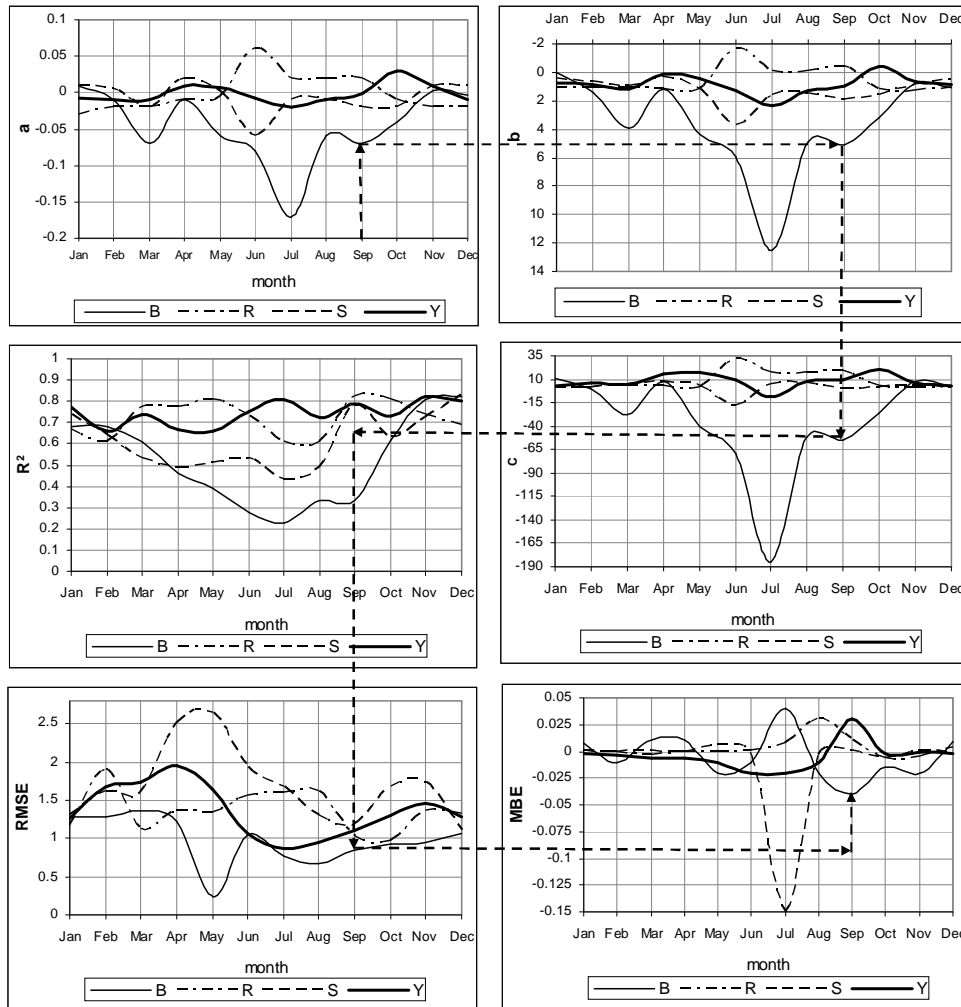 0.1
0.05
0
-0.05
-0.1
-0.15
-0.2
a
Jan Feb Mar Apr May Jun Jul Aug Sep Oct Nov Dec
month
B R S Y
Jan Feb Mar Apr May Jun Jul Aug Sep Oct Nov Dec
-2
0
2
4
6
8
10
12
14
b
B R S Y
1
0.9
0.8
0.7
0.6
0.5
0.4
0.3
0.2
0.1
0
R²
Jan Feb Mar Apr May Jun Jul Aug Sep Oct Nov Dec
month
B R S Y
35
10
-15
-40
-65
-90
-115
-140
-165
-190
c
Jan Feb Mar Apr May Jun Jul Aug Sep Oct Nov Dec
month
B R S Y
2.5
2
1.5
1
0.5
0
RMSE
Jan Feb Mar Apr May Jun Jul Aug Sep Oct Nov Dec
month
B R S Y
0.05
0.025
0
-0.025
-0.05
-0.075
-0.1
-0.125
-0.15
MBE
Jan Feb Mar Apr May Jun Jul Aug Sep Oct Nov Dec
month
B R S Y